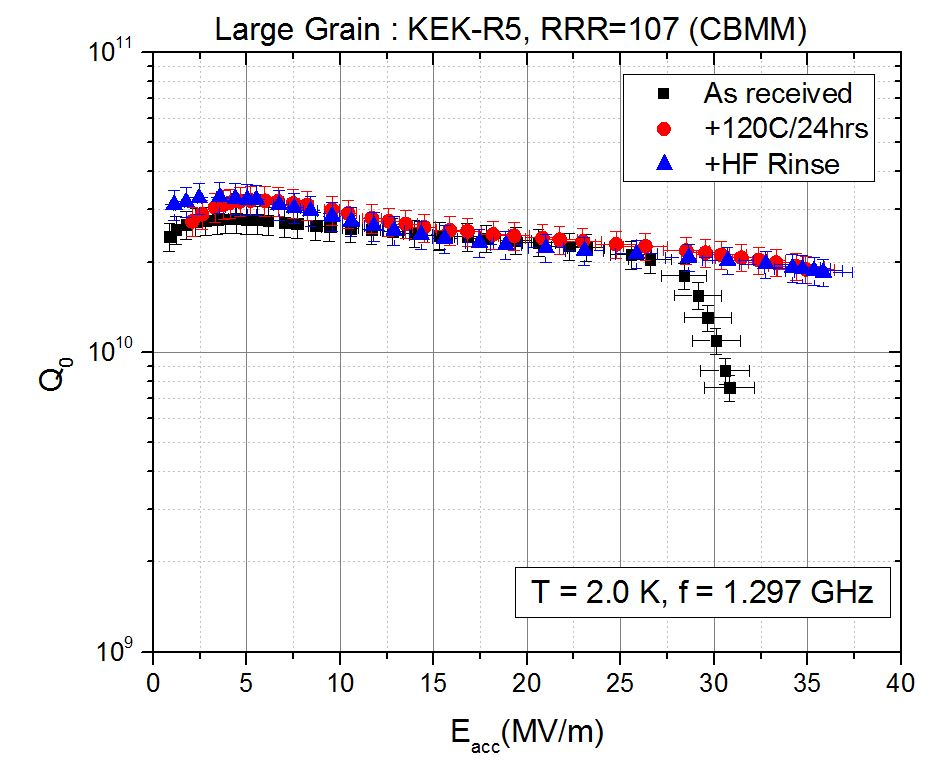 Large Grain : KEK-R5, RRR=107 (CBMM)
10¹¹
As received
+120C/24hrs
+HF Rinse
10¹⁰
Q₀
T = 2.0 K, f = 1.297 GHz
10⁹
0 5 10 15 20 25 30 35 40
Eacc(MV/m)